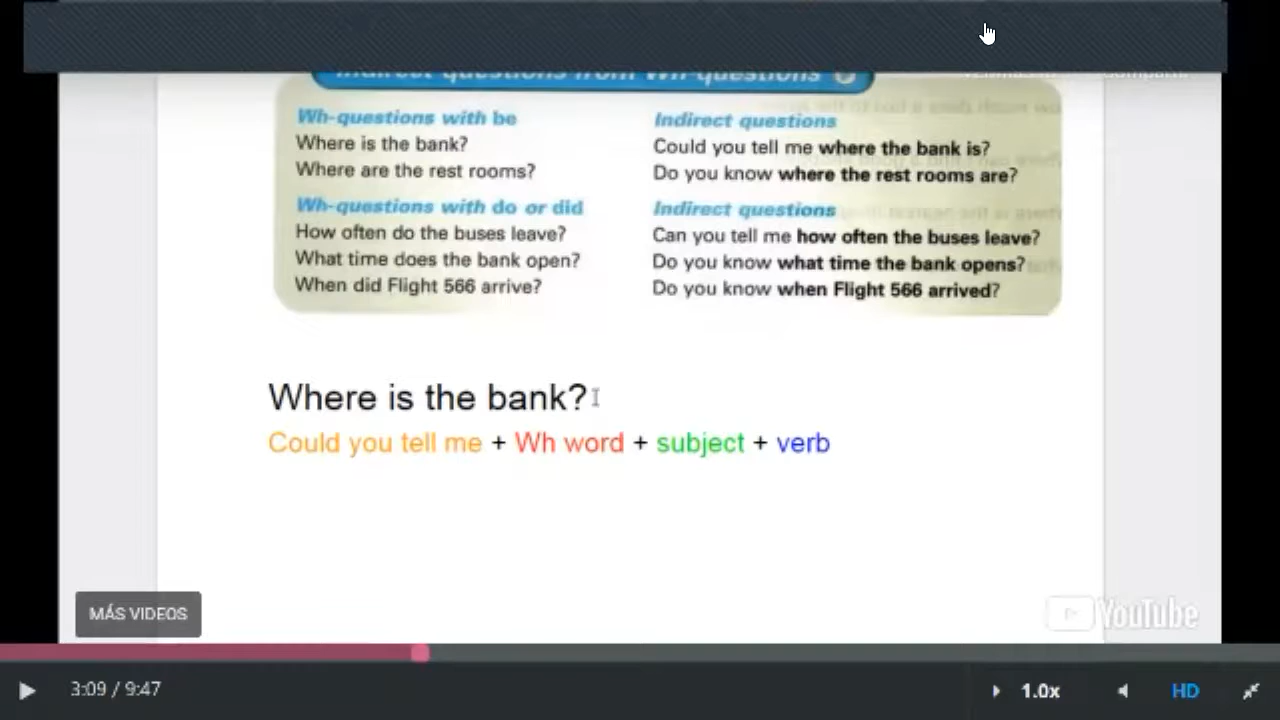 Indirect questions from Wh-questions
Wh-questions with be
Where is the bank?
Where are the rest rooms?
Wh-questions with do or did
How often do the buses leave?
What time does the bank open?
When did Flight 566 arrive?
Indirect questions
Could you tell me where the bank is?
Do you know where the rest rooms are?
Indirect questions
Can you tell me how often the buses leave?
Do you know what time the bank opens?
Do you know when Flight 566 arrived?
Where is the bank?
Could you tell me + Wh word + subject + verb
MÁS VIDEOS
YouTube
3:09 / 9:47
1.0x
HD